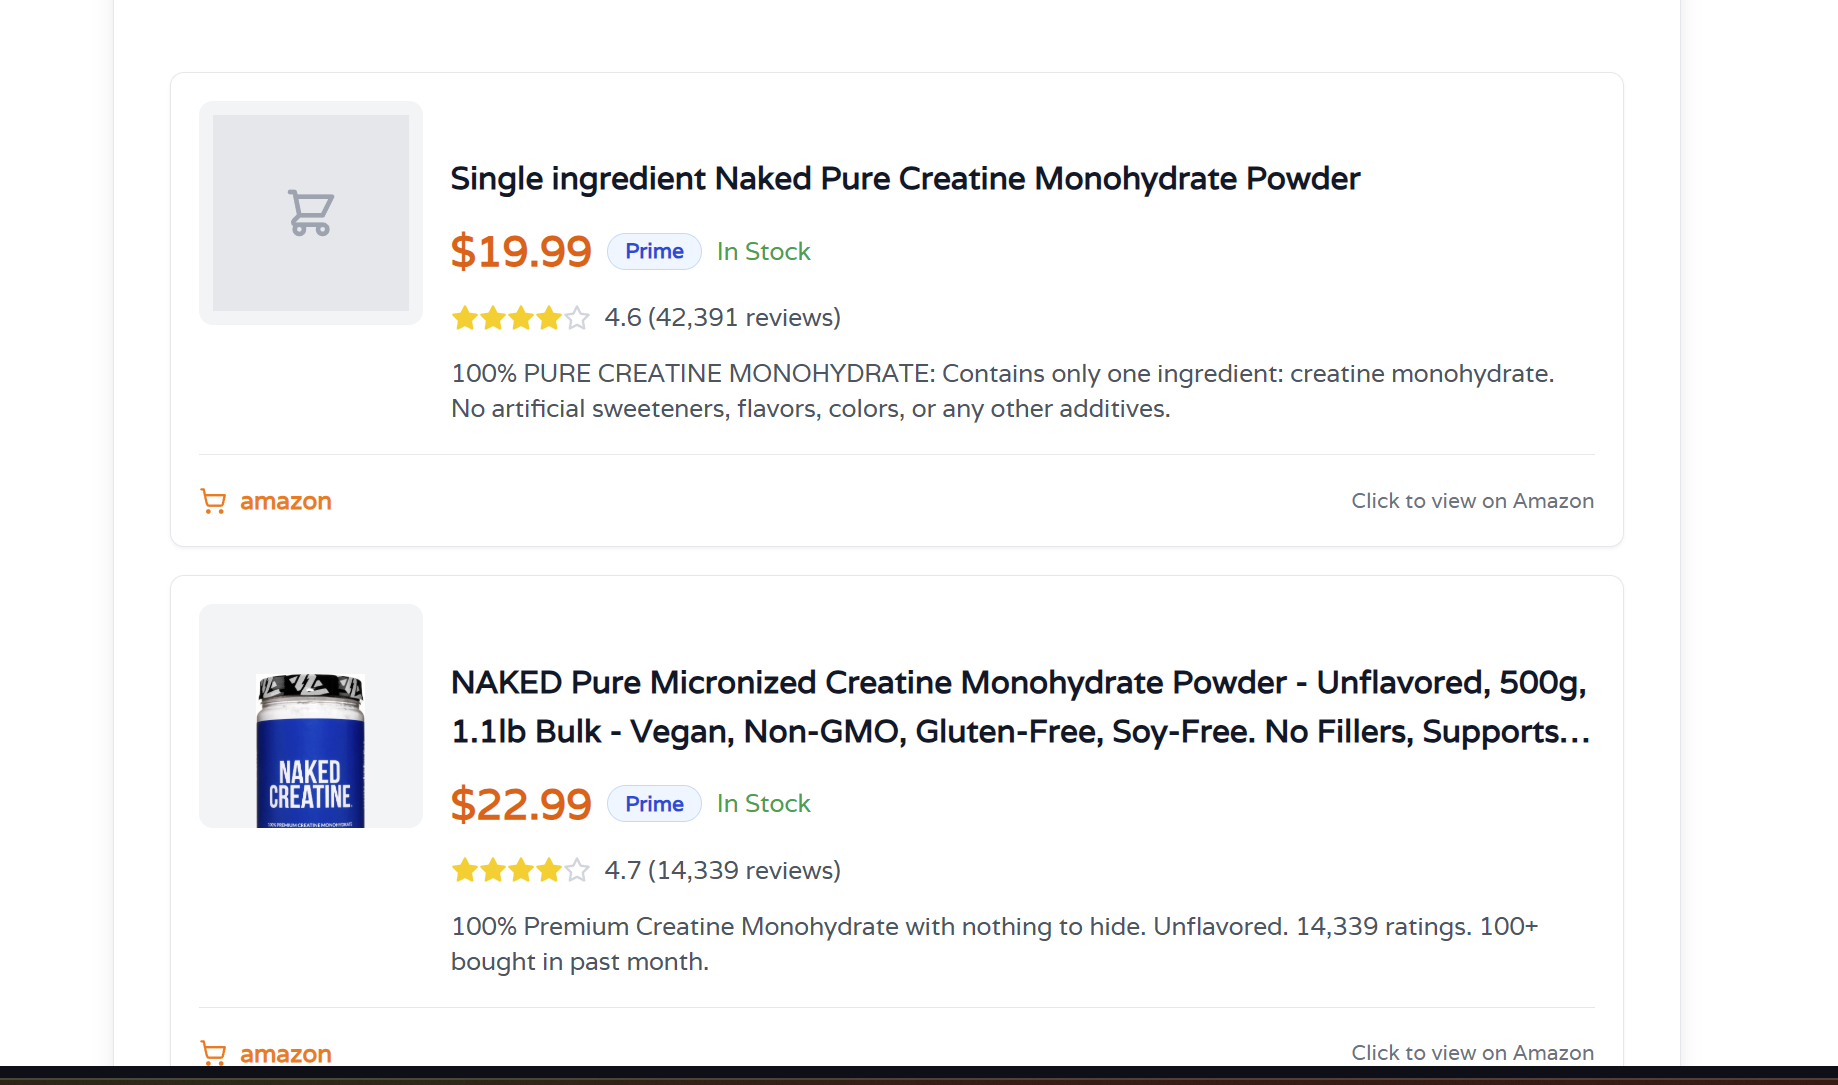 Single ingredient Naked Pure Creatine Monohydrate Powder
$19.99 Prime In Stock
4.6 (42,391 reviews)
100% PURE CREATINE MONOHYDRATE: Contains only one ingredient: creatine monohydrate.
No artificial sweeteners, flavors, colors, or any other additives.
amazon Click to view on Amazon
NAKED Pure Micronized Creatine Monohydrate Powder - Unflavored, 500g,
1.1lb Bulk - Vegan, Non-GMO, Gluten-Free, Soy-Free. No Fillers, Supports...
NAKED
CREATINE
100% PREMIUM CREATINE MONOHYDRATE
$22.99 Prime In Stock
4.7 (14,339 reviews)
100% Premium Creatine Monohydrate with nothing to hide. Unflavored. 14,339 ratings. 100+
bought in past month.
amazon Click to view on Amazon